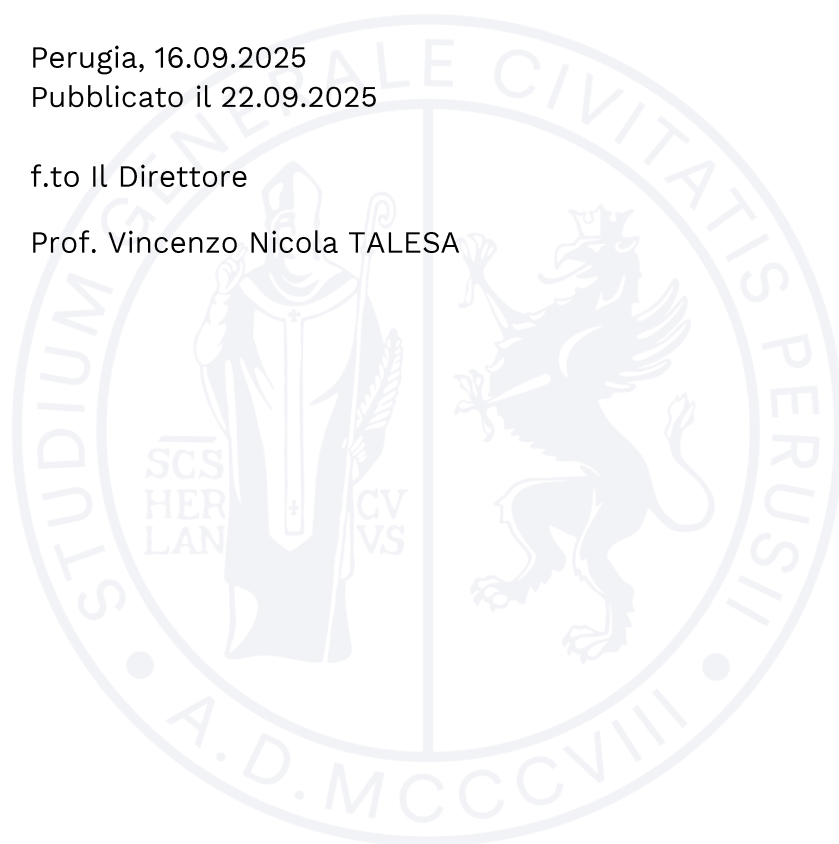 Perugia, 16.09.2025
Pubblicato il 22.09.2025
f.to Il Direttore
Prof. Vincenzo Nicola TALESA
STUDIUM GENERALE CIVITATIS PERUSII
SCS
HER CV
LAN VS
A.D. MCCCVIII